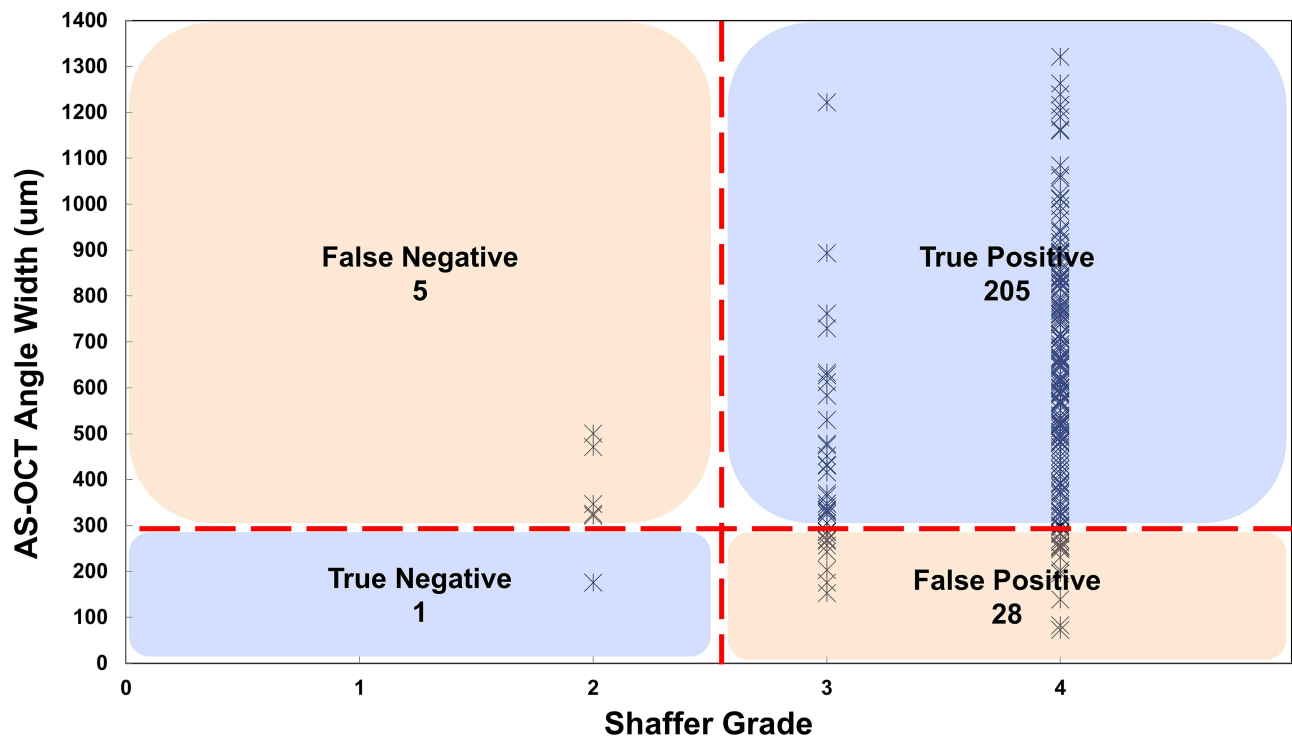 1400
1300
1200
1100
1000
900
800
700
600
500
400
300
200
100
0
AS-OCT Angle Width (um)
False Negative
5
True Positive
205
True Negative
1
False Positive
28
0 1 2 3 4
Shaffer Grade